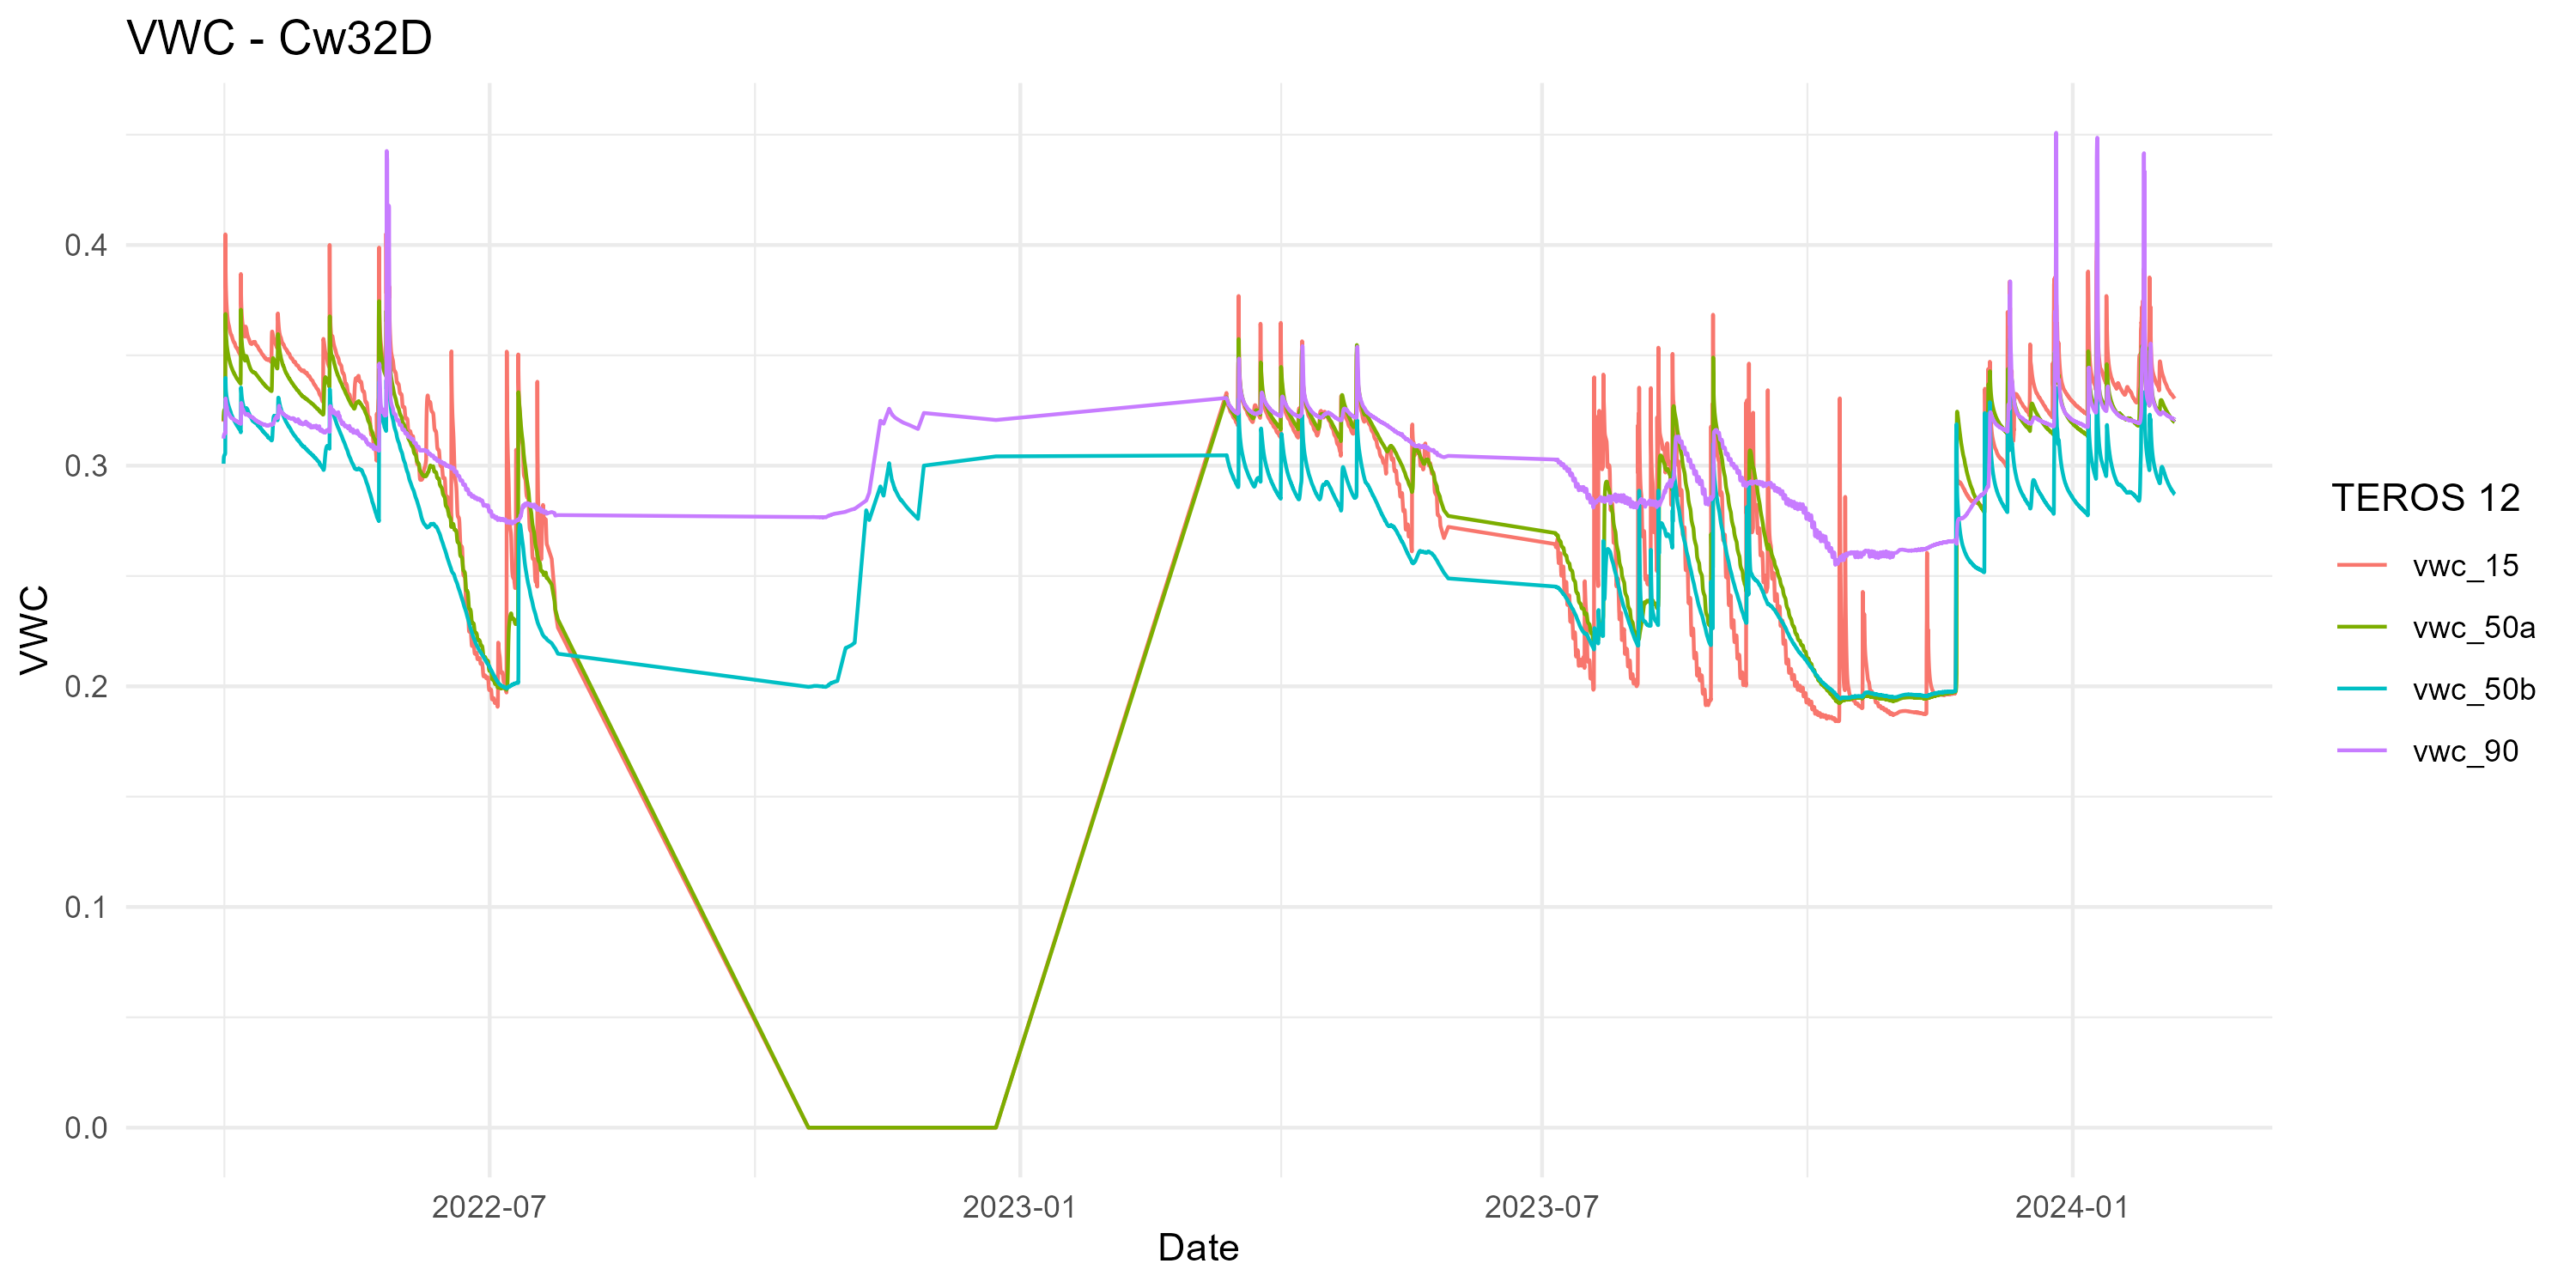 VWC - Cw32D
VWC
0.4
0.3
0.2
0.1
0.0
2022-07
2023-01
2023-07
2024-01
Date
TEROS 12
vwc_15
vwc_50a
vwc_50b
vwc_90